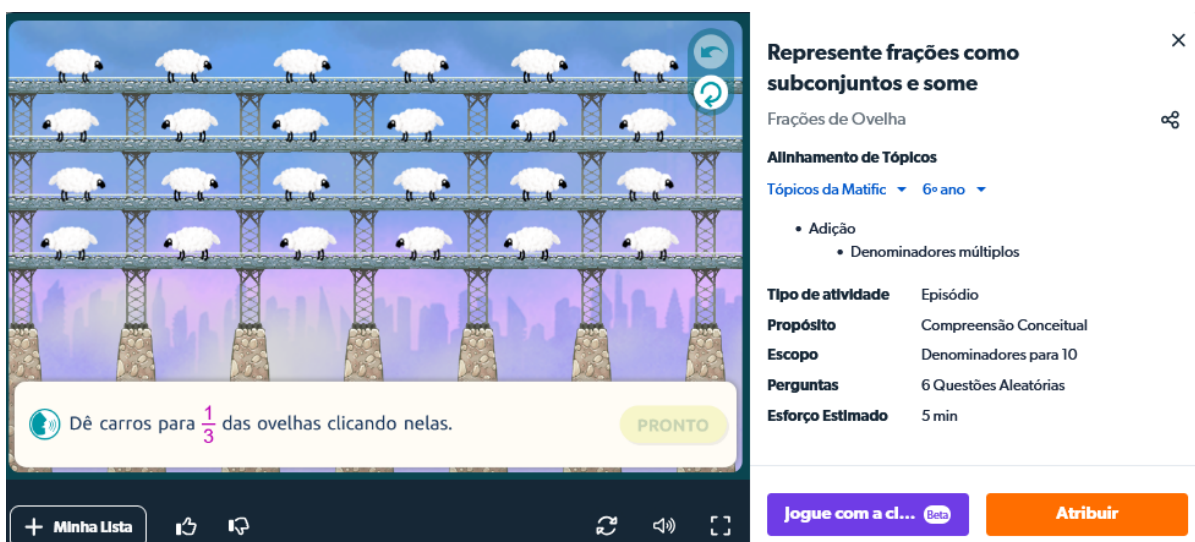 Represente frações como
subconjuntos e some
Frações de Ovelha
Alinhamento de Tópicos
Tópicos da Matific 6º ano
• Adição
• Denominadores múltiplos
Tipo de atividade Episódio
Propósito Compreensão Conceitual
Escopo Denominadores para 10
Perguntas 6 Questões Aleatórias
Esforço Estimado 5 min
Dê carros para 1/3 das ovelhas clicando nelas.
PRONTO
+ Minha Lista
Jogue com a cl... Beta
Atribuir